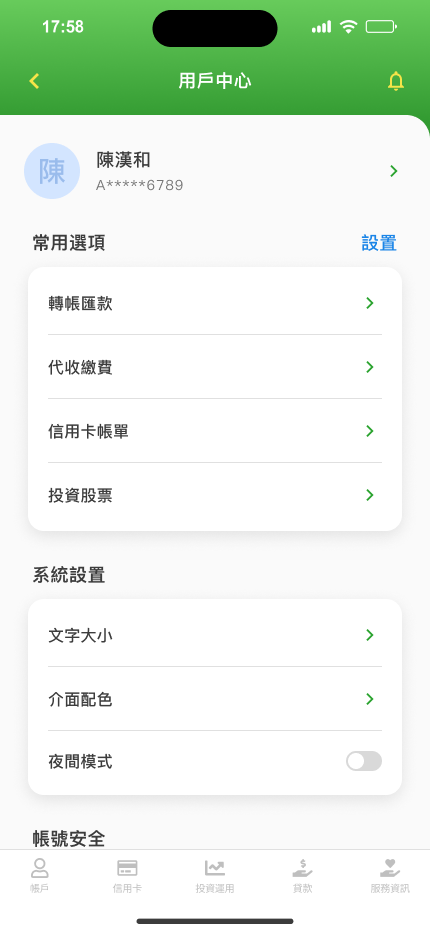 17:58
用戶中心
陳
陳漢和
A*****6789
常用選項
設置
轉帳匯款
代收繳費
信用卡帳單
投資股票
系統設置
文字大小
介面配色
夜間模式
帳號安全
帳戶
信用卡
投資運用
貸款
服務資訊